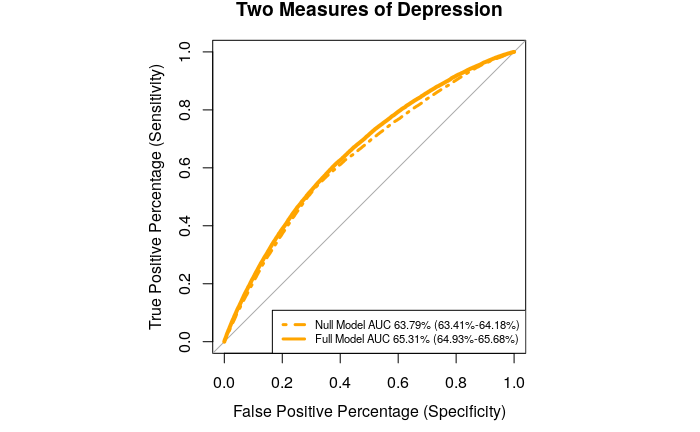 Two Measures of Depression
True Positive Percentage (Sensitivity)
1.0
0.8
0.6
0.4
0.2
0.0
Null Model AUC 63.79% (63.41%-64.18%)
Full Model AUC 65.31% (64.93%-65.68%)
0.0 0.2 0.4 0.6 0.8 1.0
False Positive Percentage (Specificity)